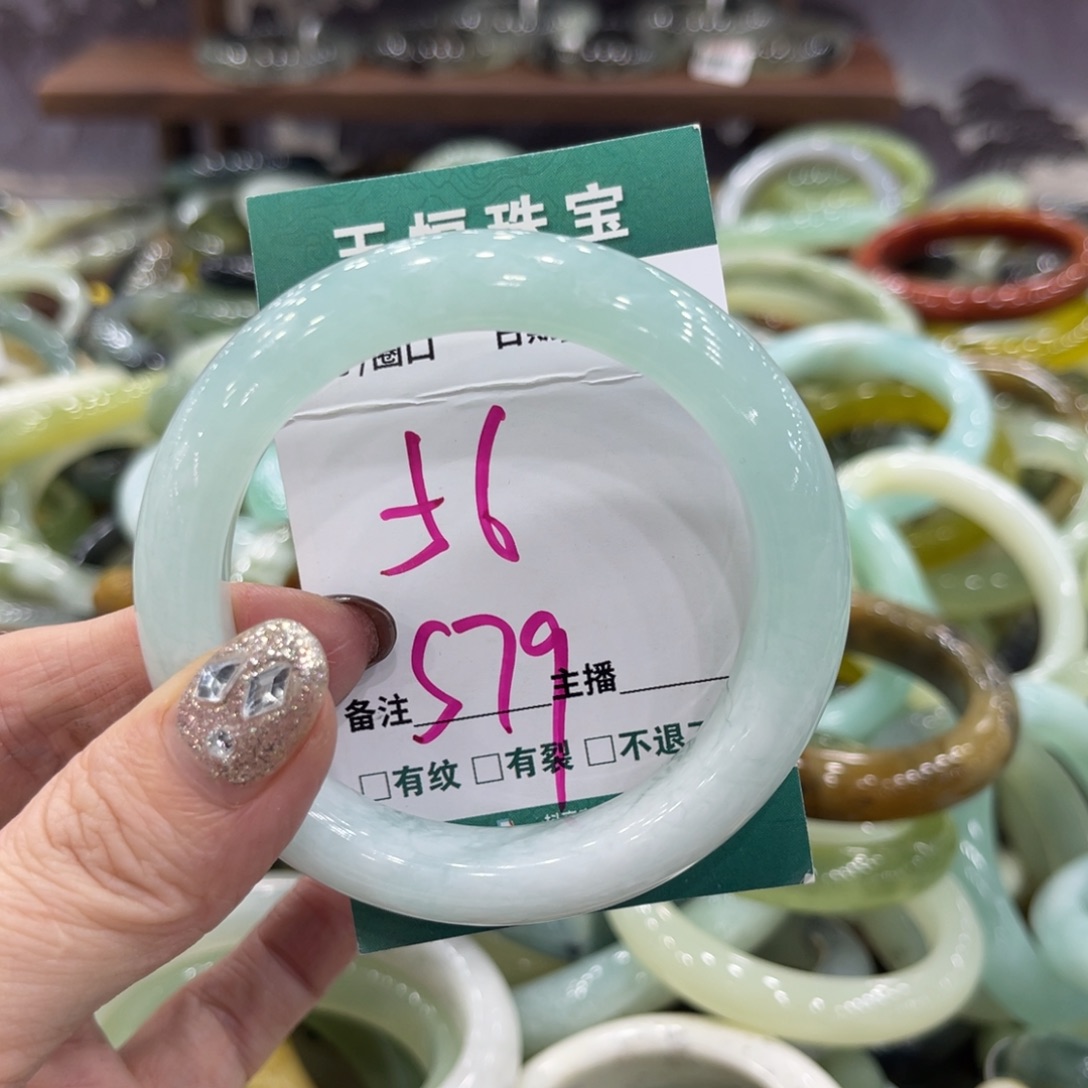 珠宝
圈口
56
579
备注 主播
□有纹 □有裂 □不退